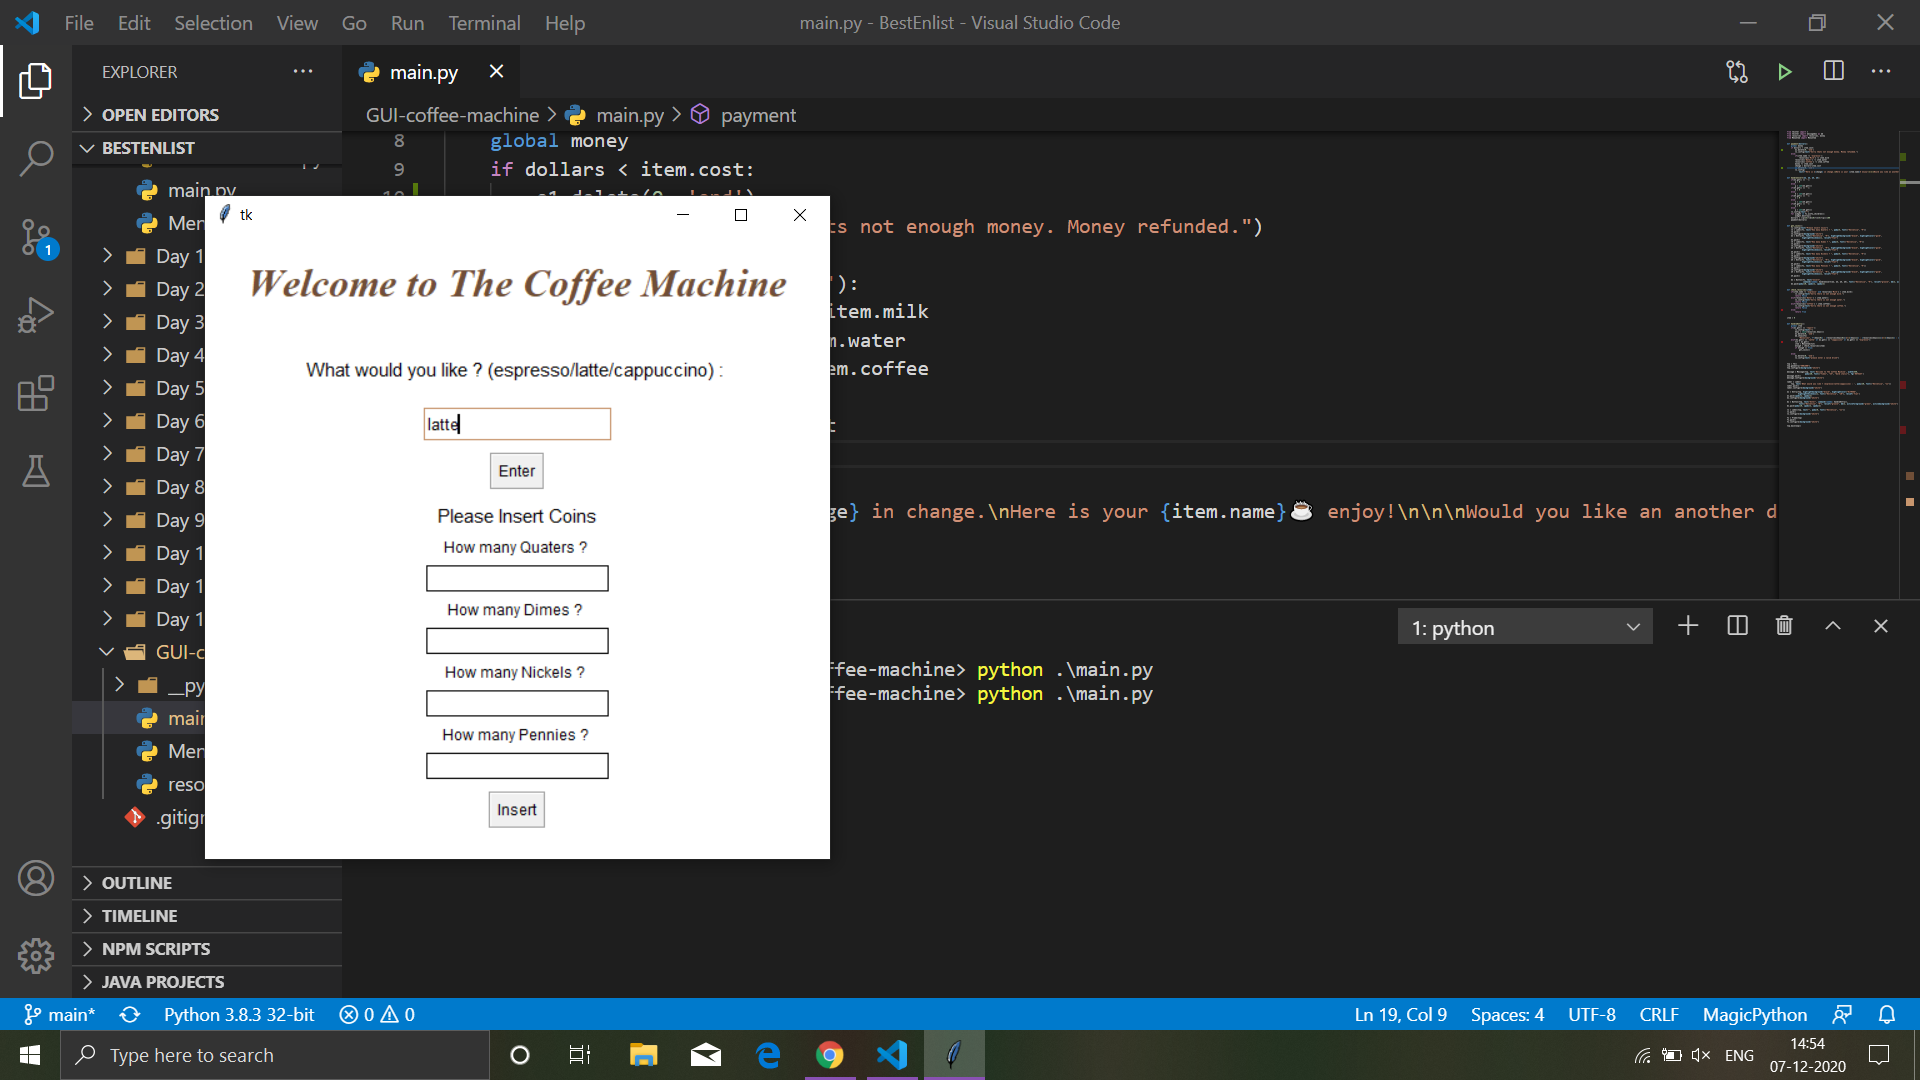 File Edit Selection View Go Run Terminal Help
main.py - BestEnlist - Visual Studio Code
EXPLORER
OPEN EDITORS
BESTENLIST
main.py
Men
Day 1
Day 2
Day 3
Day 4
Day 5
Day 6
Day 7
Day 8
Day 9
Day 1
Day 1
Day 1
GUI-c
__py
main
Men
reso
.gitigr
OUTLINE
TIMELINE
NPM SCRIPTS
JAVA PROJECTS
1
main.py
GUI-coffee-machine > main.py > payment
8 global money
9 if dollars < item.cost:
ts not enough money. Money refunded.")
"):
item.milk
m.water
em.coffee
t
ge} in change.\nHere is your {item.name}☕ enjoy!\n\n\nWould you like an another d
tk
Welcome to The Coffee Machine
What would you like ? (espresso/latte/cappuccino) :
latte
Enter
Please Insert Coins
How many Quaters ?
How many Dimes ?
How many Nickels ?
How many Pennies ?
Insert
1: python
ffee-machine> python .\main.py
ffee-machine> python .\main.py
main* Python 3.8.3 32-bit 0 0
Ln 19, Col 9 Spaces: 4 UTF-8 CRLF MagicPython
Type here to search
ENG
14:54
07-12-2020